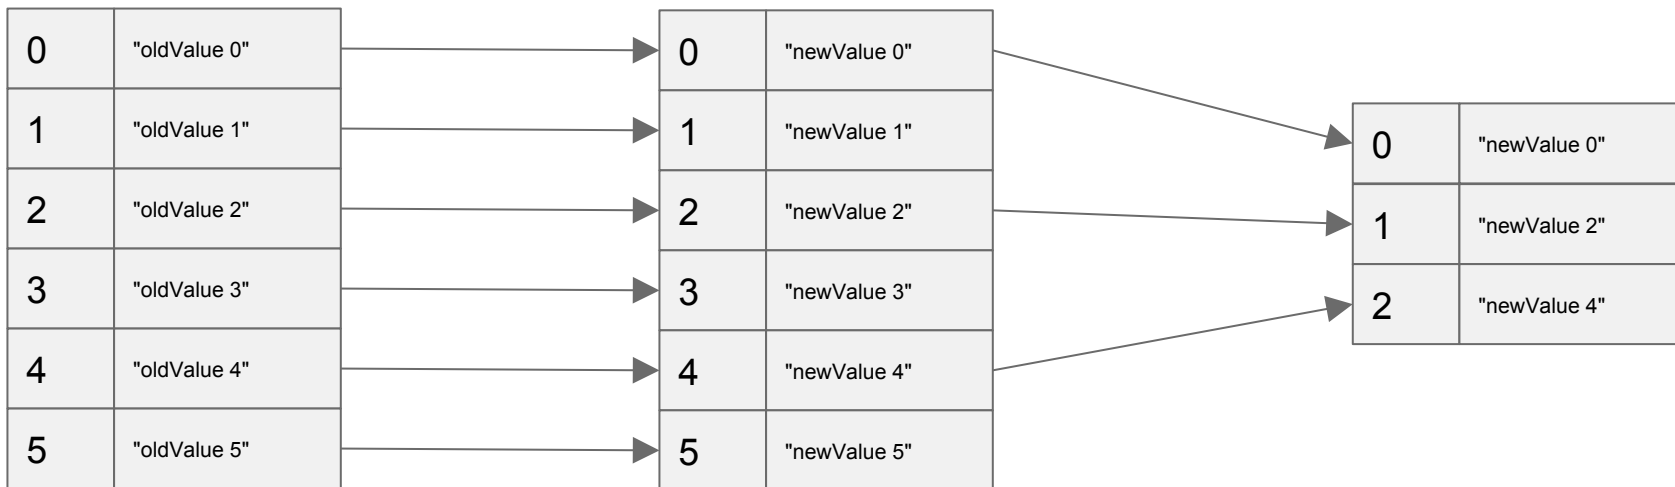 0 "oldValue 0"
1 "oldValue 1"
2 "oldValue 2"
3 "oldValue 3"
4 "oldValue 4"
5 "oldValue 5"
0 "newValue 0"
1 "newValue 1"
2 "newValue 2"
3 "newValue 3"
4 "newValue 4"
5 "newValue 5"
0 "newValue 0"
1 "newValue 2"
2 "newValue 4"